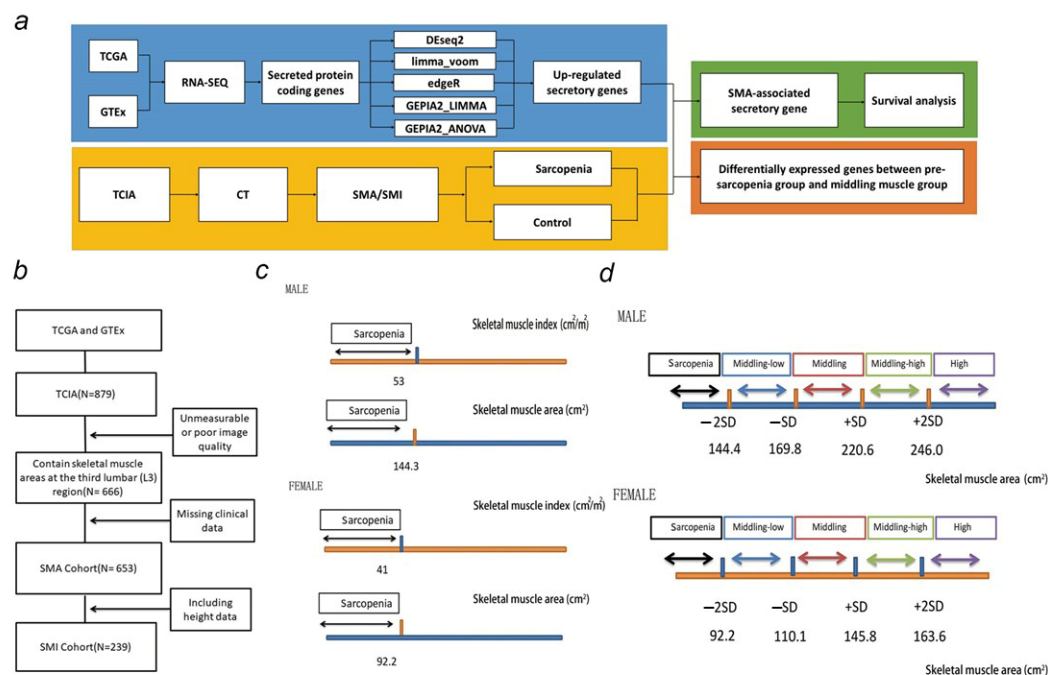 a
TCGA
GTEx
RNA-SEQ
Secreted protein
coding genes
DEseq2
limma_voom
edgeR
GEPIA2_LIMMA
GEPIA2_ANOVA
Up-regulated
secretory genes
SMA-associated
secretory gene
Survival analysis
TCIA
CT
SMA/SMI
Sarcopenia
Control
Differentially expressed genes between pre-
sarcopenia group and middling muscle group
b
TCGA and GTEx
TCIA(N=879)
Unmeasurable
or poor image
quality
Contain skeletal muscle
areas at the third lumbar (L3)
region(N= 666)
Missing clinical
data
SMA Cohort(N= 653)
Including
height data
SMI Cohort(N=239)
c
MALE
Sarcopenia
Skeletal muscle index (cm²/m²)
53
Sarcopenia
Skeletal muscle area (cm²)
144.3
FEMALE
Sarcopenia
Skeletal muscle index (cm²/m²)
41
Sarcopenia
Skeletal muscle area (cm²)
92.2
d
MALE
Sarcopenia Middling-low Middling Middling-high High
−2SD −SD +SD +2SD
144.4 169.8 220.6 246.0
Skeletal muscle area (cm²)
FEMALE
Sarcopenia Middling-low Middling Middling-high High
−2SD −SD +SD +2SD
92.2 110.1 145.8 163.6
Skeletal muscle area (cm²)